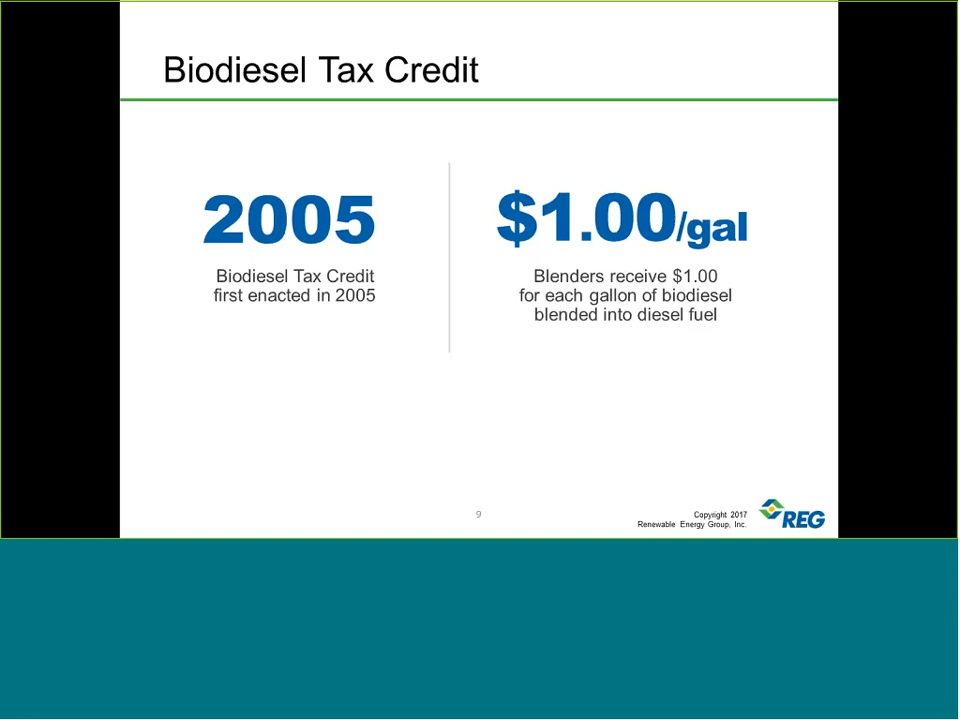 Biodiesel Tax Credit
2005
Biodiesel Tax Credit
first enacted in 2005
$1.00/gal
Blenders receive $1.00
for each gallon of biodiesel
blended into diesel fuel
9
Copyright 2017
Renewable Energy Group, Inc.
REG